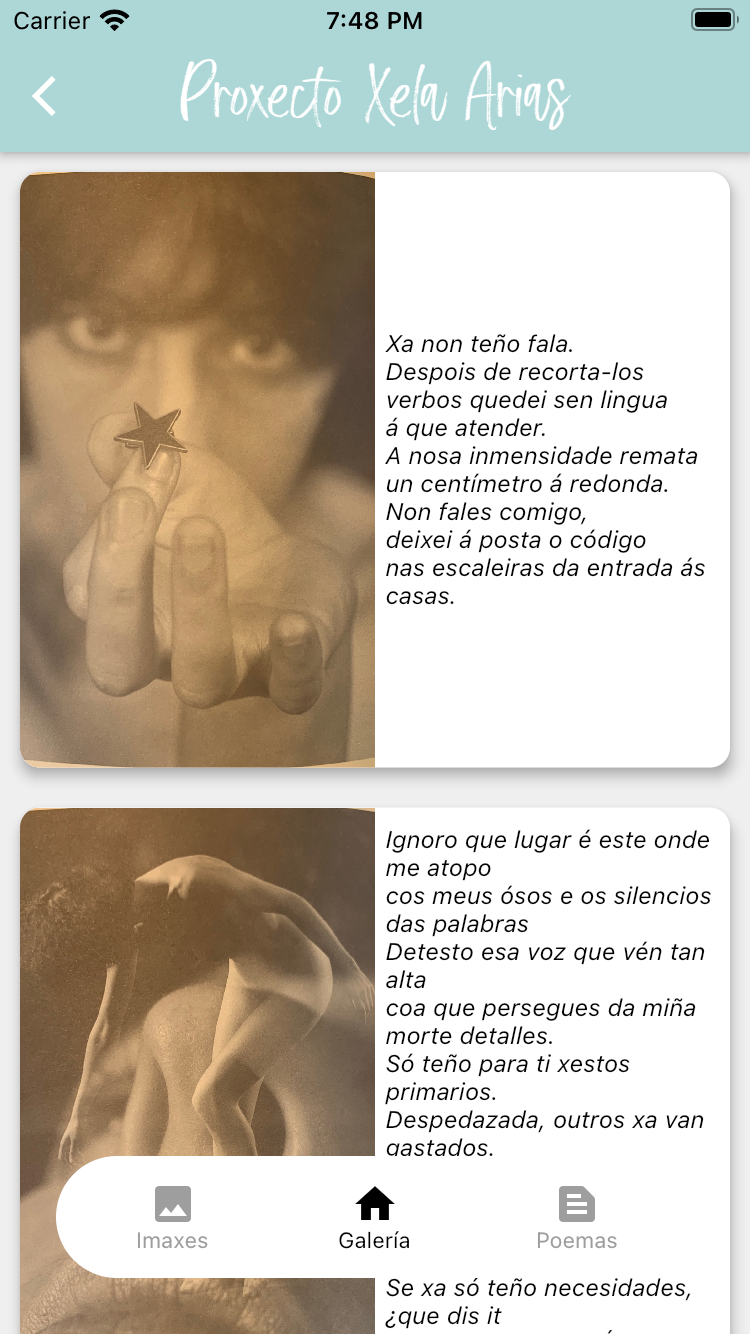 Carrier
7:48 PM
Proxecto Xela Arias
Xa non teño fala.
Despois de recorta-los
verbos quedei sen lingua
á que atender.
A nosa inmensidade remata
un centímetro á redonda.
Non fales comigo,
deixei á posta o código
nas escaleiras da entrada ás
casas.
Ignoro que lugar é este onde
me atopo
cos meus ósos e os silencios
das palabras
Detesto esa voz que vén tan
alta
coa que persegues da miña
morte detalles.
Só teño para ti xestos
primarios.
Despedazada, outros xa van
gastados.
Se xa só teño necesidades,
¿que dis it
Imaxes
Galería
Poemas